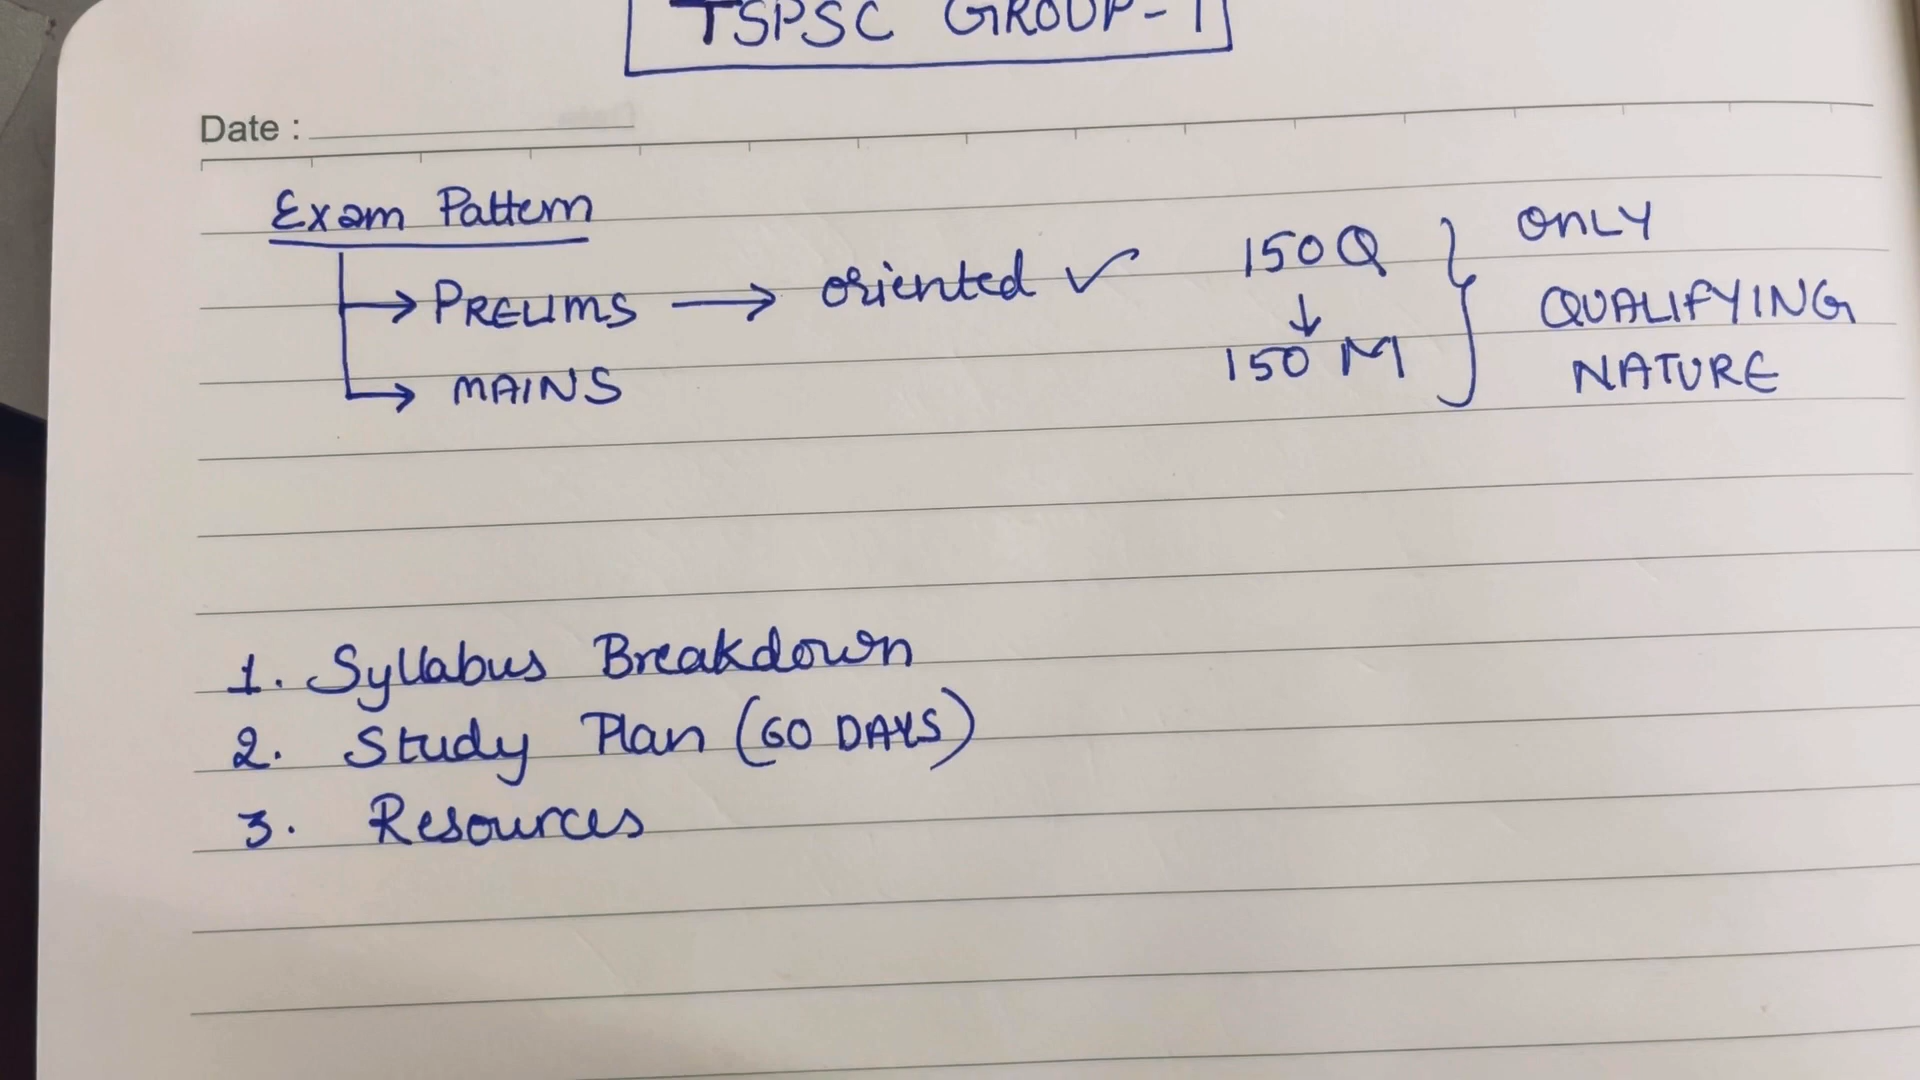 TSPSC GROUP-1
Date :
Exam Pattern
→ PRELIMS → oriented ✓ 150Q } ONLY
↓ QUALIFYING
→ MAINS 150 M NATURE
1. Syllabus Breakdown
2. Study Plan (60 DAYS)
3. Resources